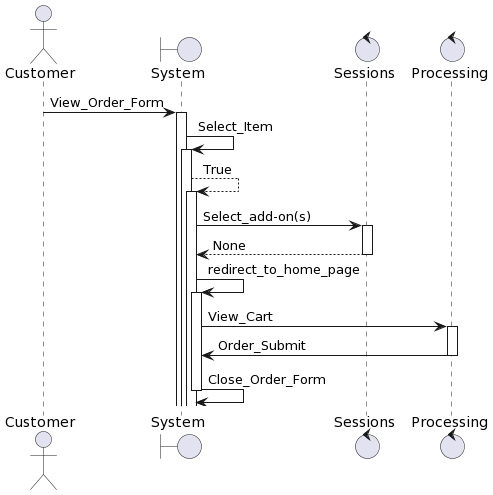 Customer System Sessions Processing
View_Order_Form
Select_Item
True
Select_add-on(s)
None
redirect_to_home_page
View_Cart
Order_Submit
Close_Order_Form
Customer System Sessions Processing